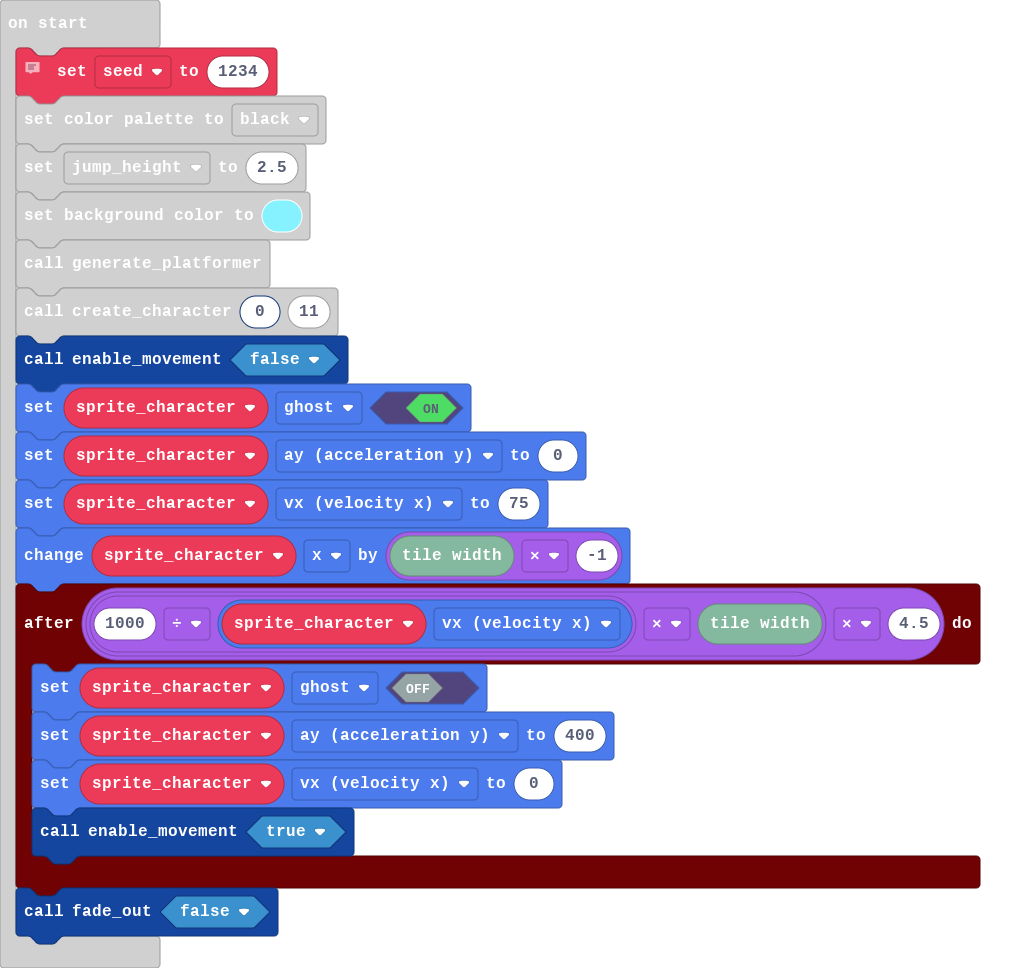 on start
set seed to 1234
set color palette to black
set jump_height to 2.5
set background color to
call generate_platformer
call create_character 0 11
call enable_movement false
set sprite_character ghost ON
set sprite_character ay (acceleration y) to 0
set sprite_character vx (velocity x) to 75
change sprite_character x by tile width × -1
after 1000 ÷ sprite_character vx (velocity x) × tile width × 4.5 do
set sprite_character ghost OFF
set sprite_character ay (acceleration y) to 400
set sprite_character vx (velocity x) to 0
call enable_movement true
call fade_out false